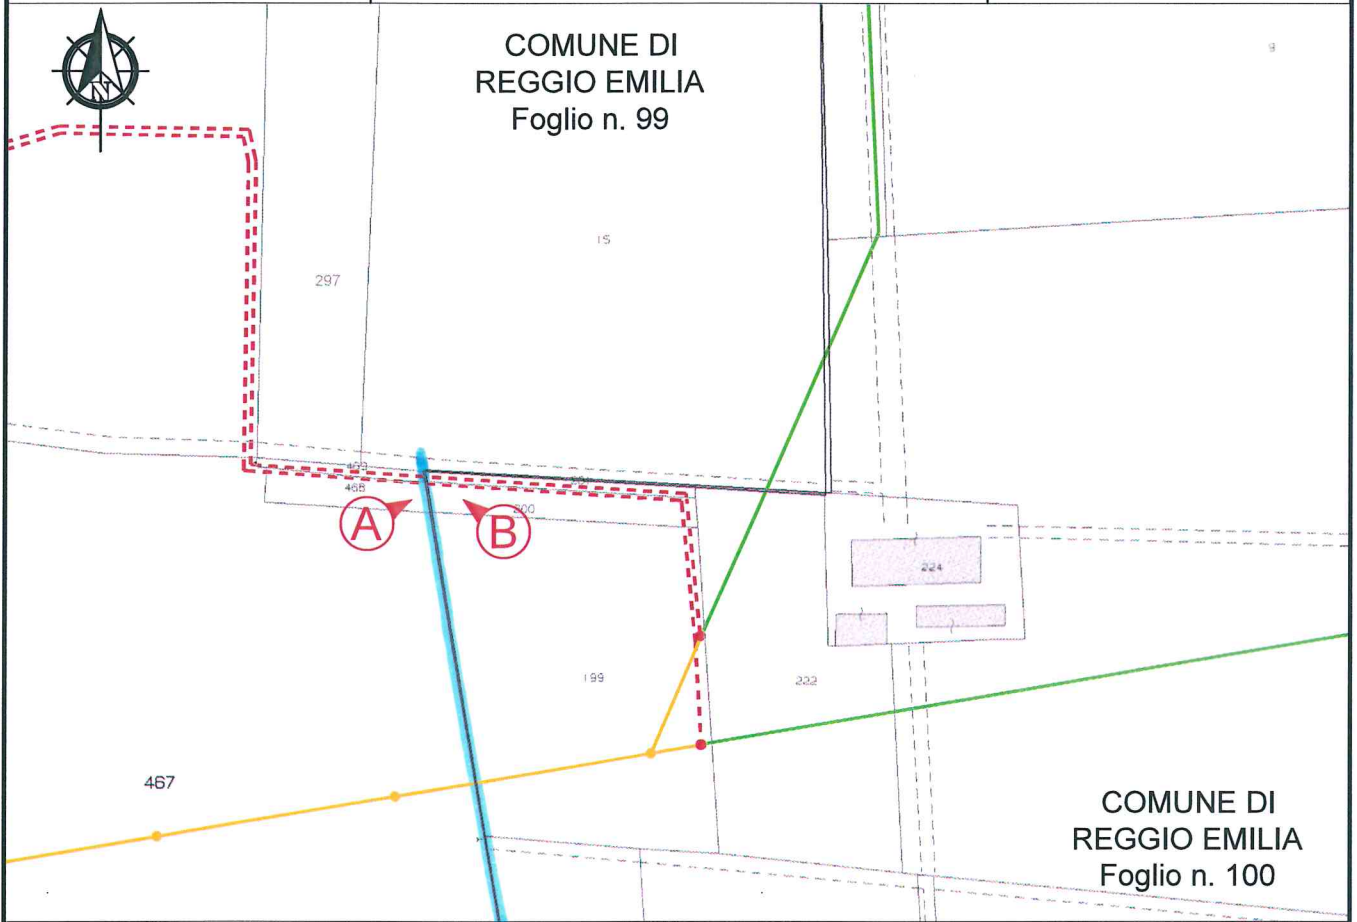 N
COMUNE DI
REGGIO EMILIA
Foglio n. 99
9
15
297
468
200
A
B
224
199
222
467
COMUNE DI
REGGIO EMILIA
Foglio n. 100